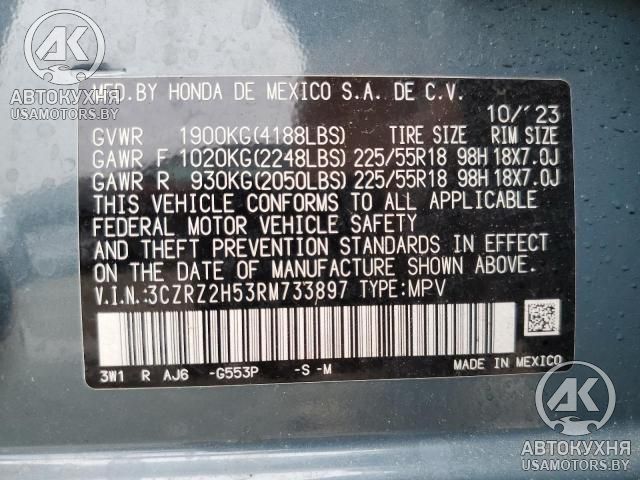 AK
АВТОКУХНЯ
USAMOTORS.BY
MFD.BY HONDA DE MEXICO S.A. DE C.V.
10/'23
GVWR 1900KG(4188LBS) TIRE SIZE RIM SIZE
GAWR F 1020KG(2248LBS) 225/55R18 98H 18X7.0J
GAWR R 930KG(2050LBS) 225/55R18 98H 18X7.0J
THIS VEHICLE CONFORMS TO ALL APPLICABLE
FEDERAL MOTOR VEHICLE SAFETY
AND THEFT PREVENTION STANDARDS IN EFFECT
ON THE DATE OF MANUFACTURE SHOWN ABOVE.
V.I.N.:3CZRZ2H53RM733897 TYPE:MPV
3W1 R AJ6 -G553P -S -M MADE IN MEXICO
AK
АВТОКУХНЯ
USAMOTORS.BY